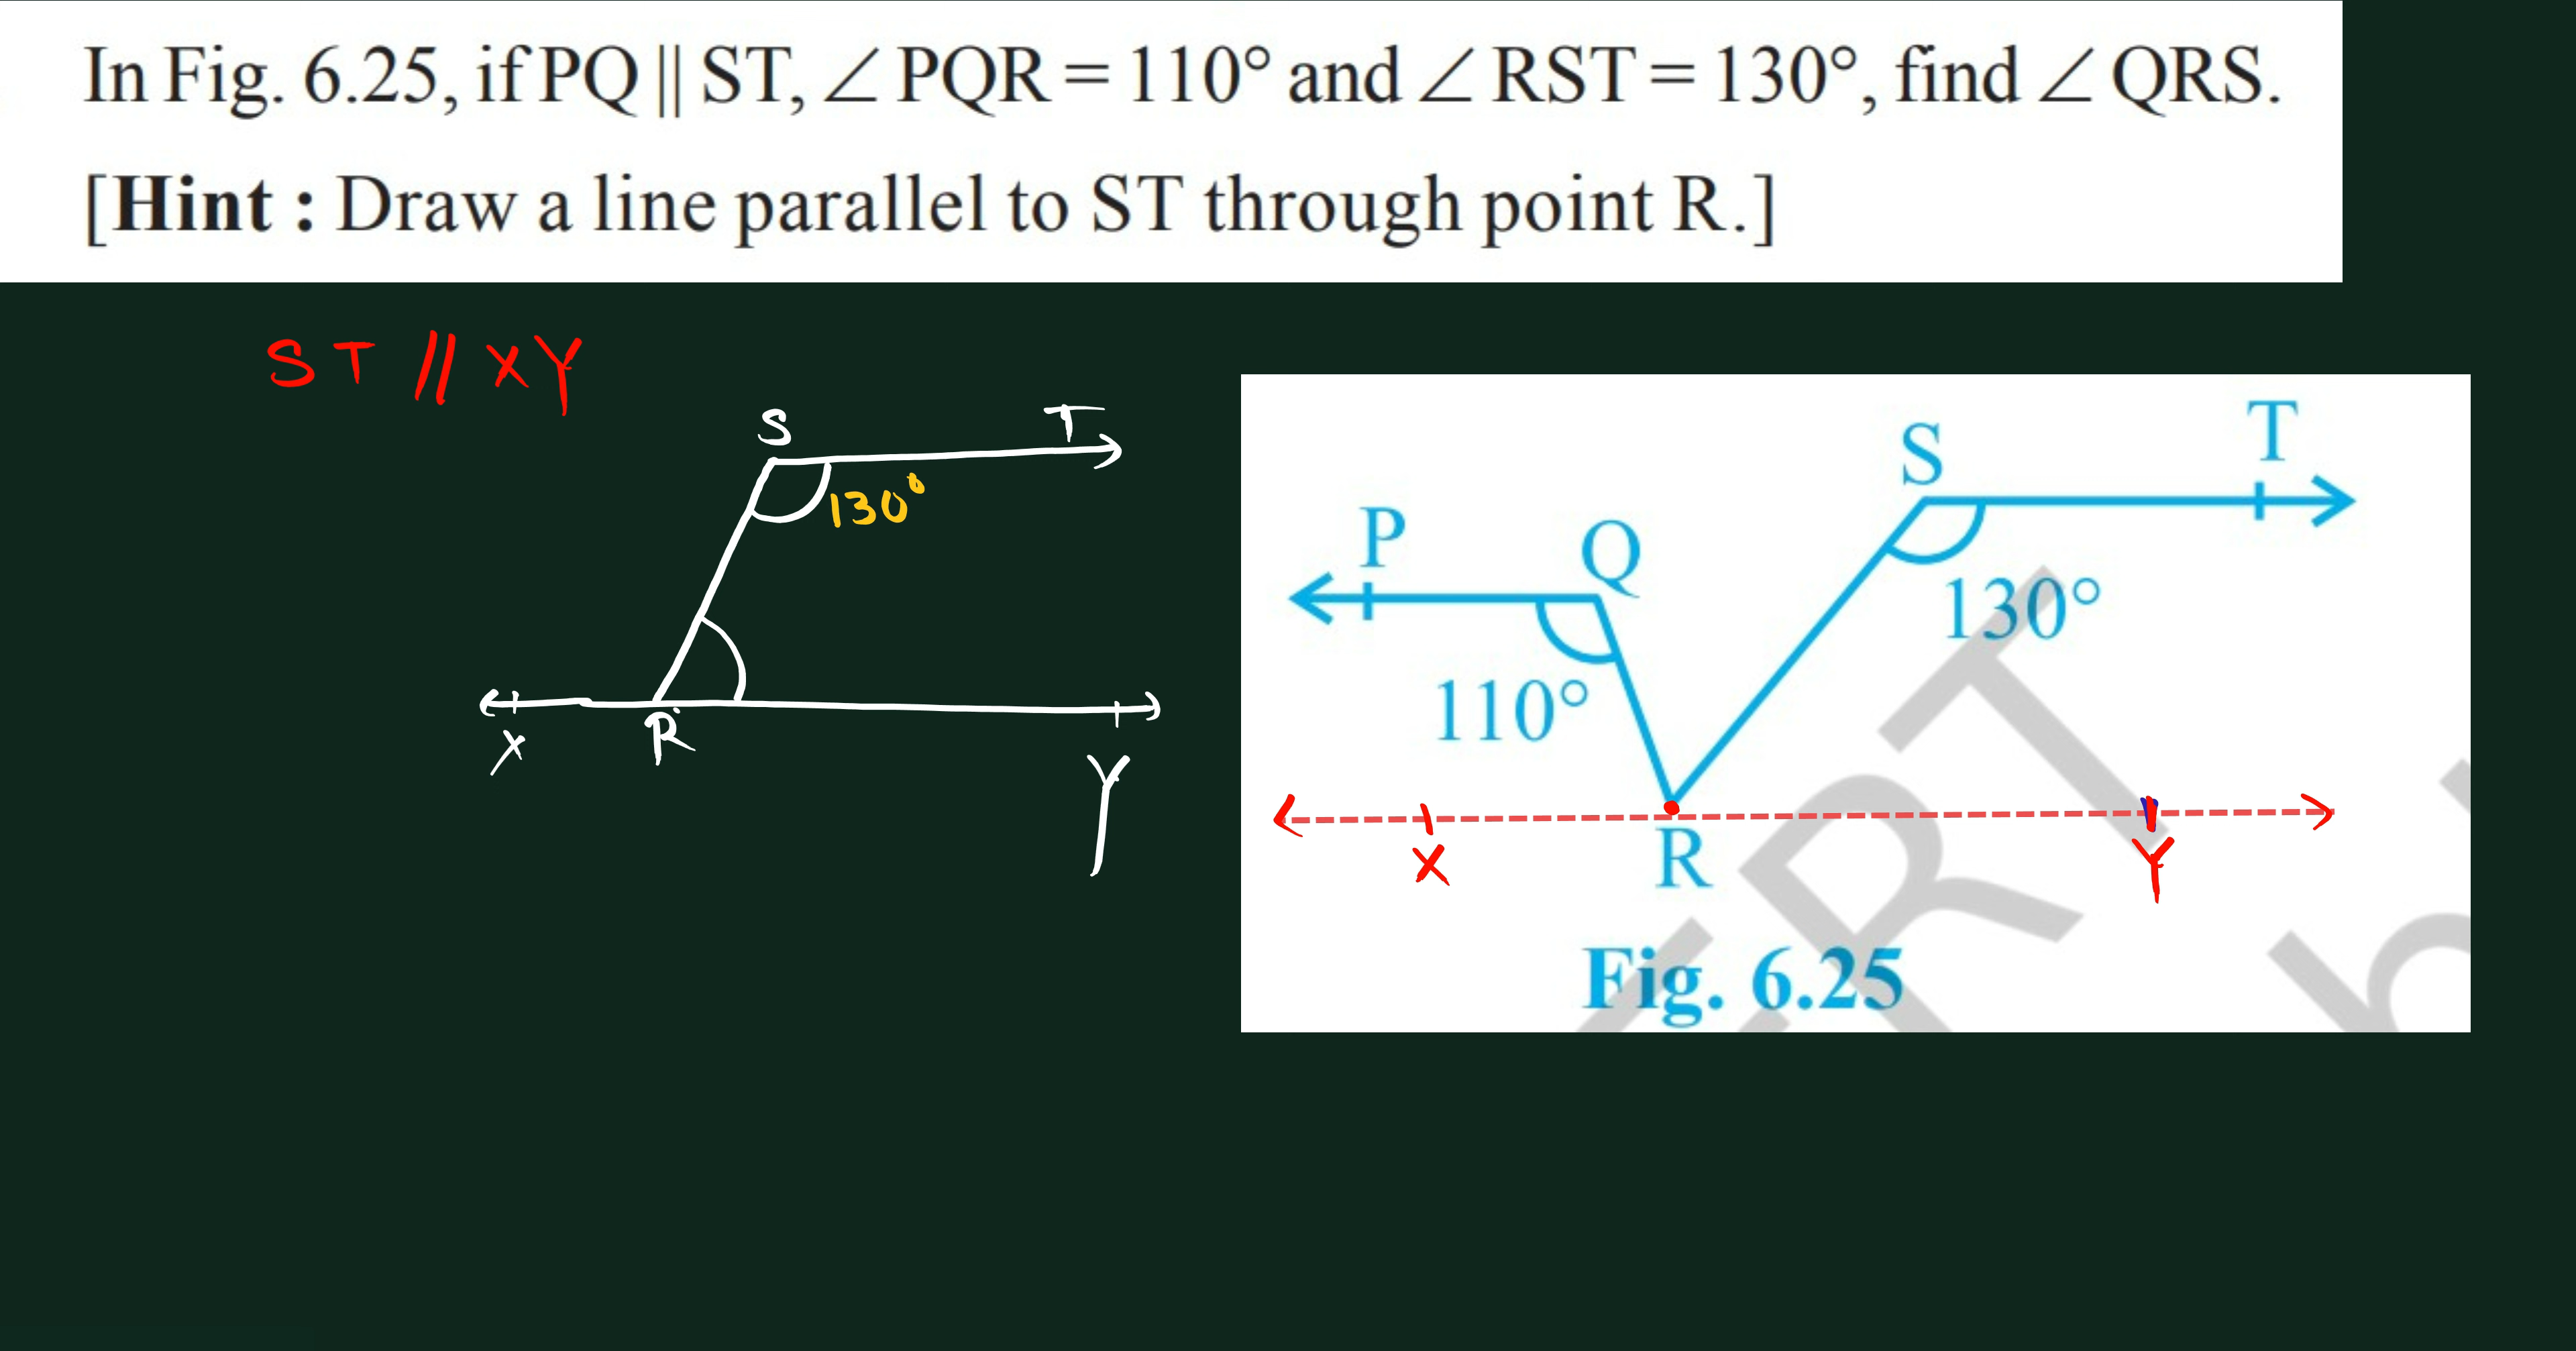 In Fig. 6.25, if PQ || ST, ∠ PQR = 110° and ∠ RST = 130°, find ∠ QRS.
[Hint : Draw a line parallel to ST through point R.]
ST || XY
S T
130°
X R Y
S T
P Q
130°
110°
X R Y
Fig. 6.25